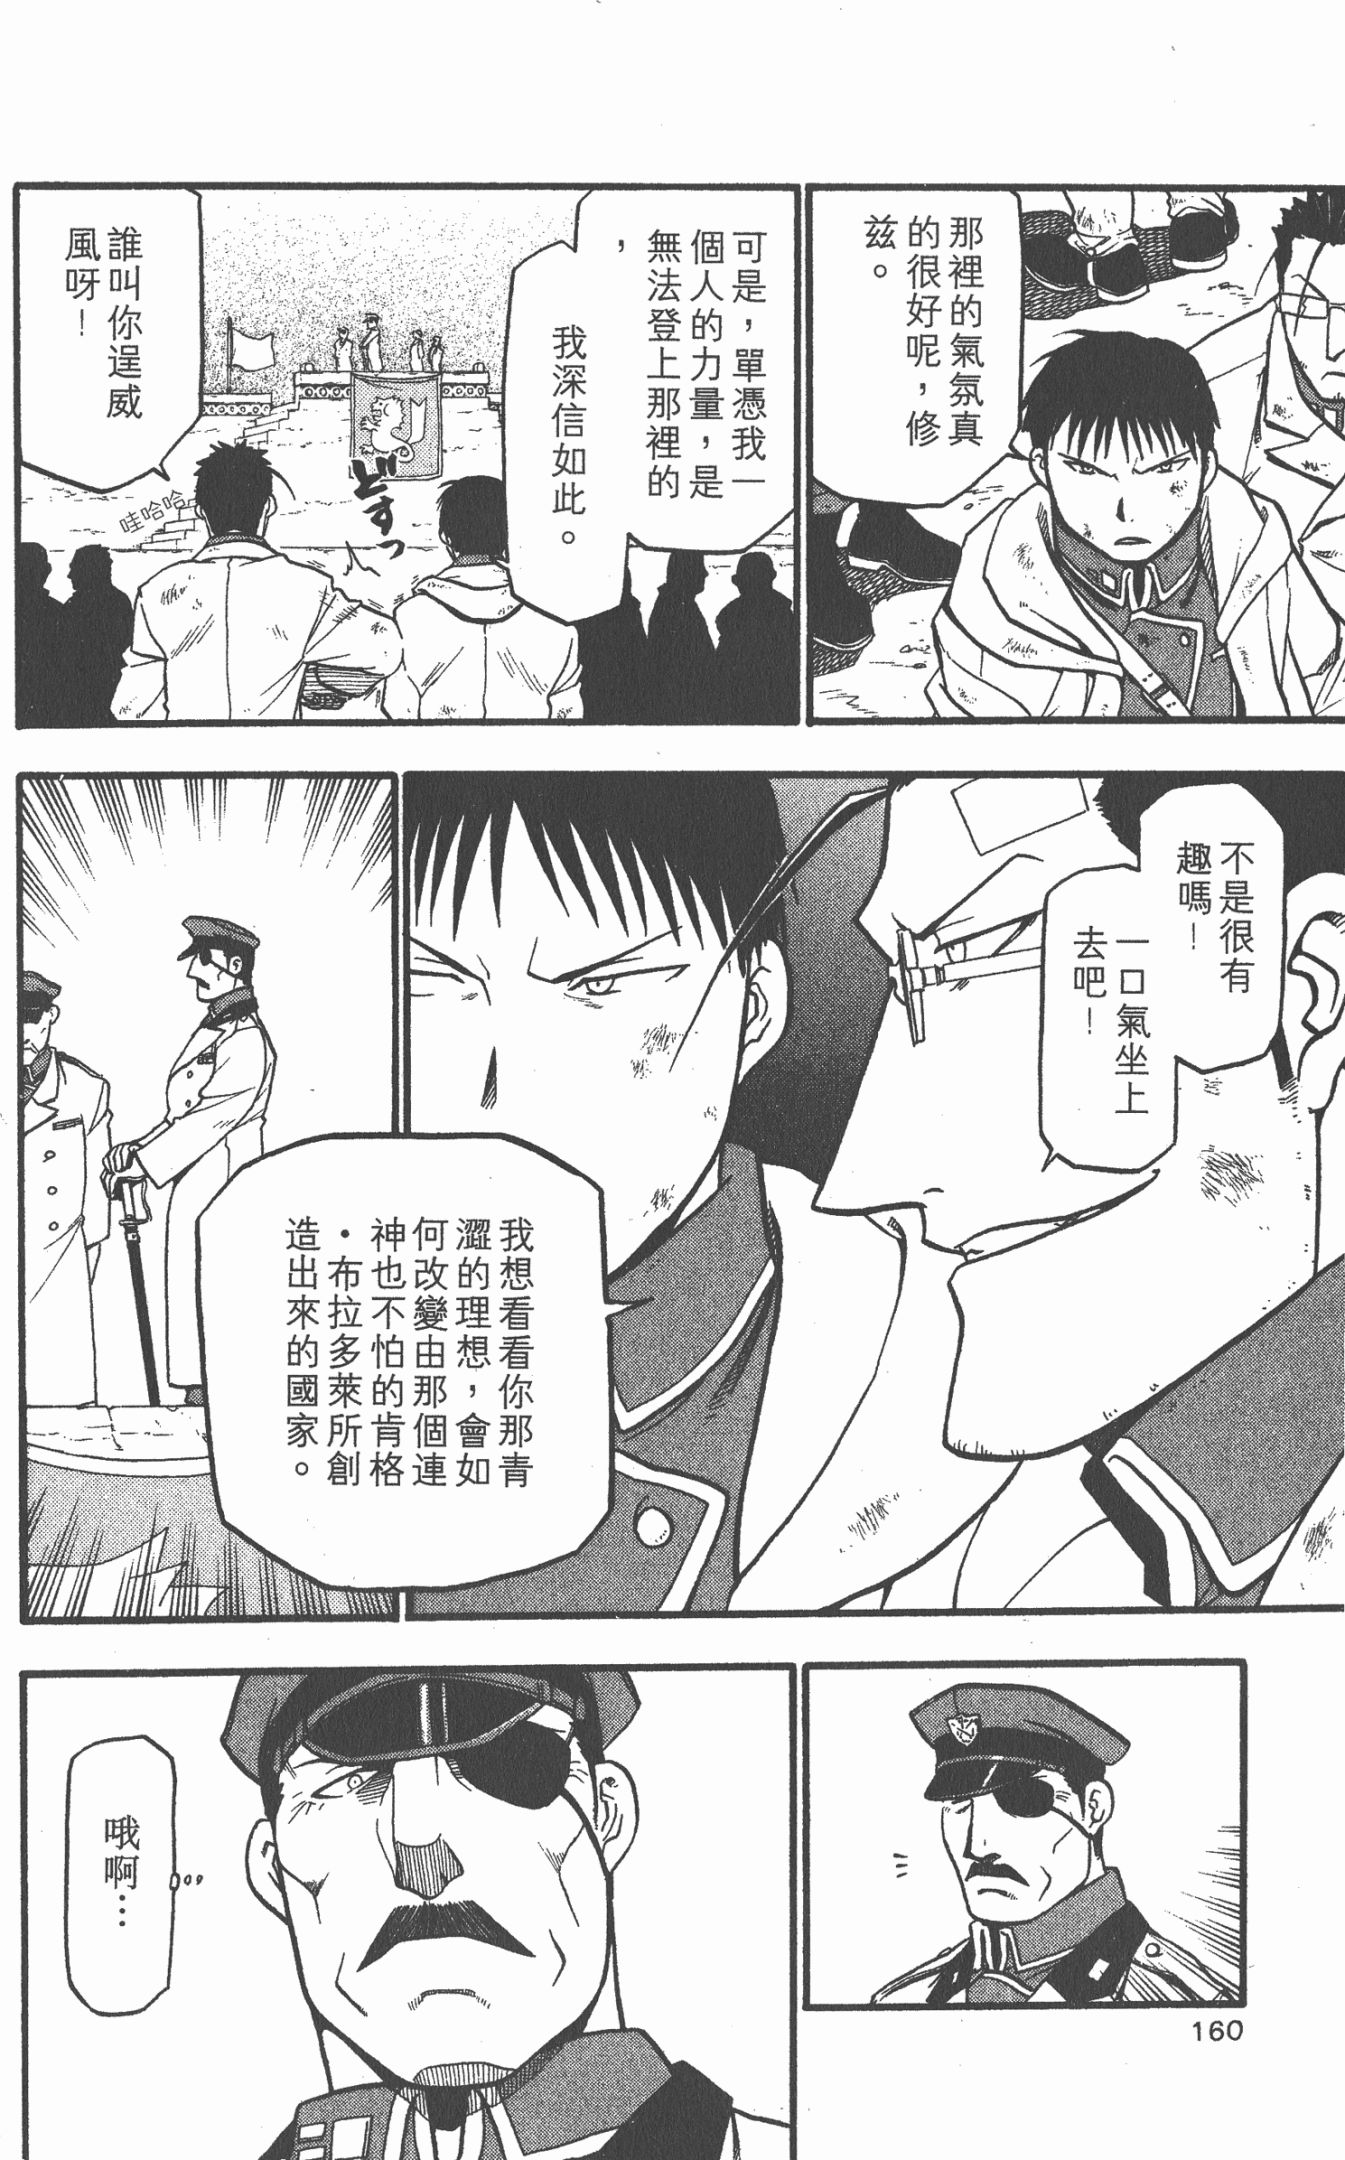 那裡的氣氛真
的很好呢，修
茲。
可是，單憑我一
個人的力量，是
無法登上那裡的
，
我深信如此。
どすっ
誰叫你逞威
風呀！
哇哈哈
不是很有
趣嗎！
一口氣坐上
去吧！
我想看看你那青
澀的理想，會如
何改變由那個連
神也不怕的肯格
・布拉多萊所創
造出來的國家。
哦啊…
160